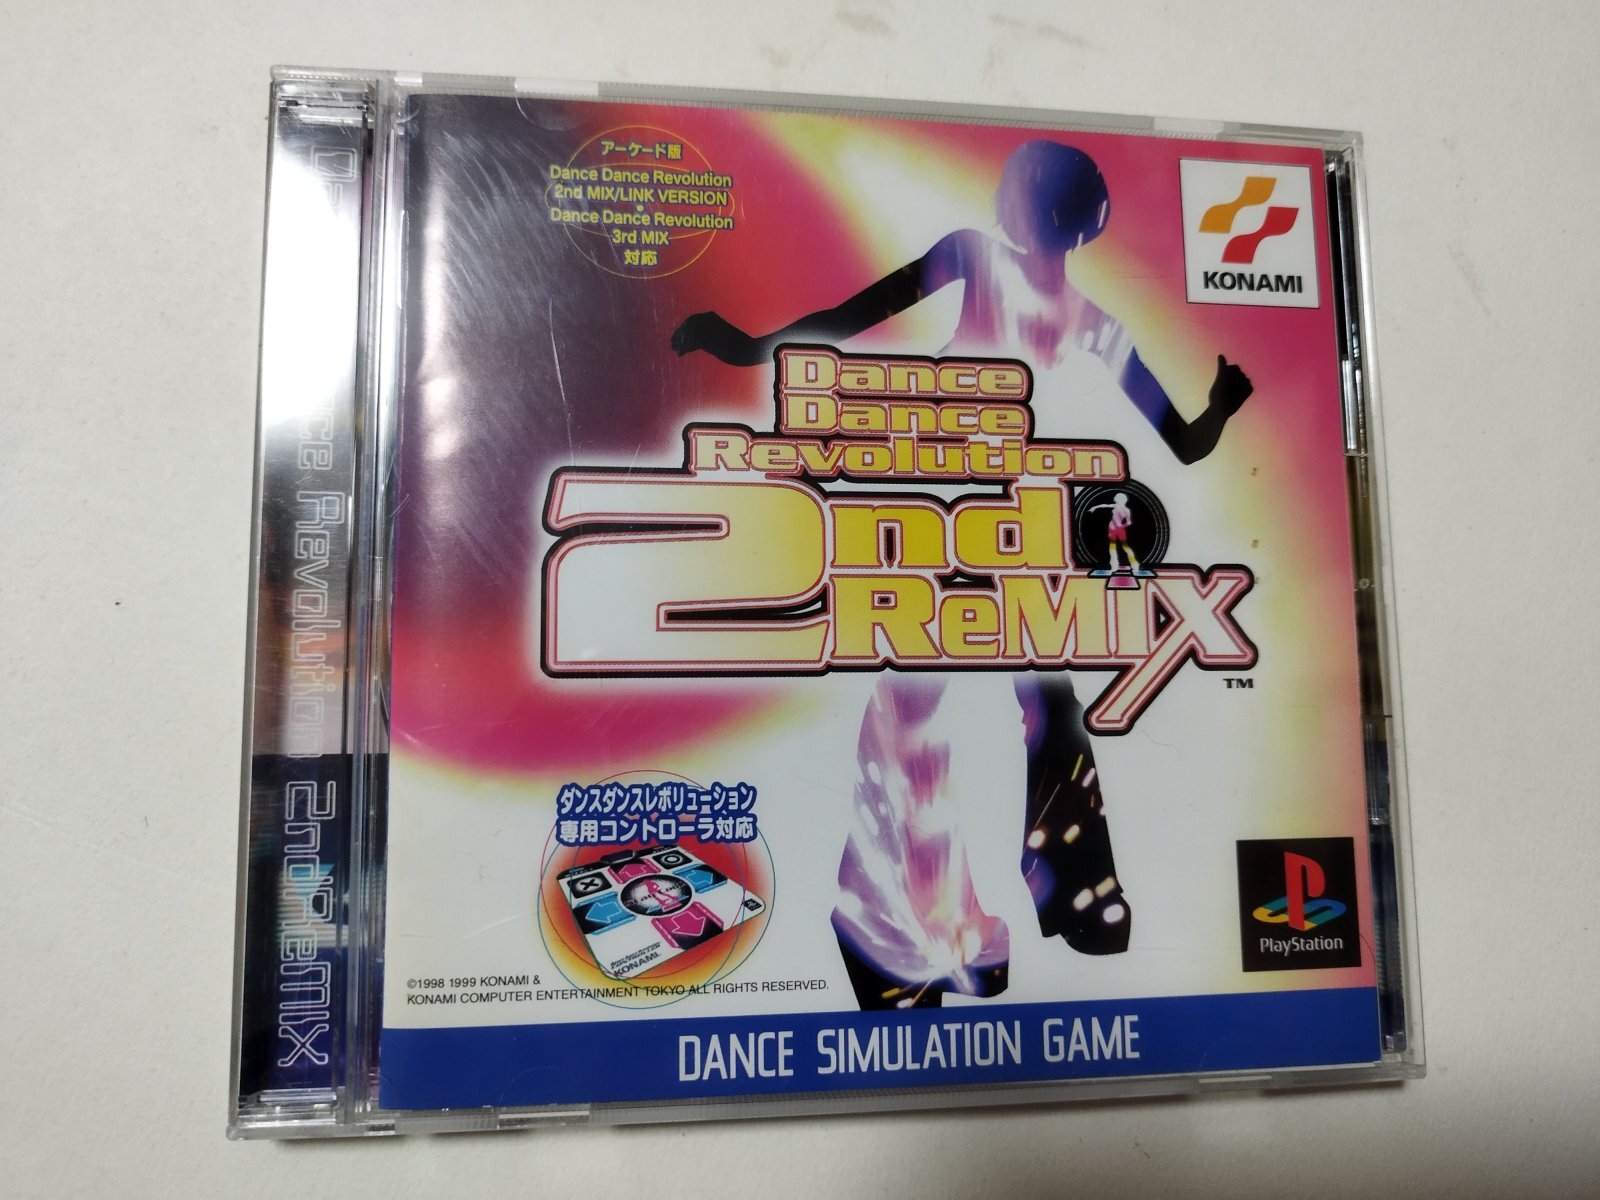 アーケード版
Dance Dance Revolution
2nd MIX/LINK VERSION
•
Dance Dance Revolution
3rd MIX
対応
KONAMI
Dance
Dance
Revolution
2nd
ReMIX
TM
ダンスダンスレボリューション
専用コントローラ対応
KONAMI
PlayStation
©1998 1999 KONAMI &
KONAMI COMPUTER ENTERTAINMENT TOKYO ALL RIGHTS RESERVED.
DANCE SIMULATION GAME
Revolution 2ndReMIX